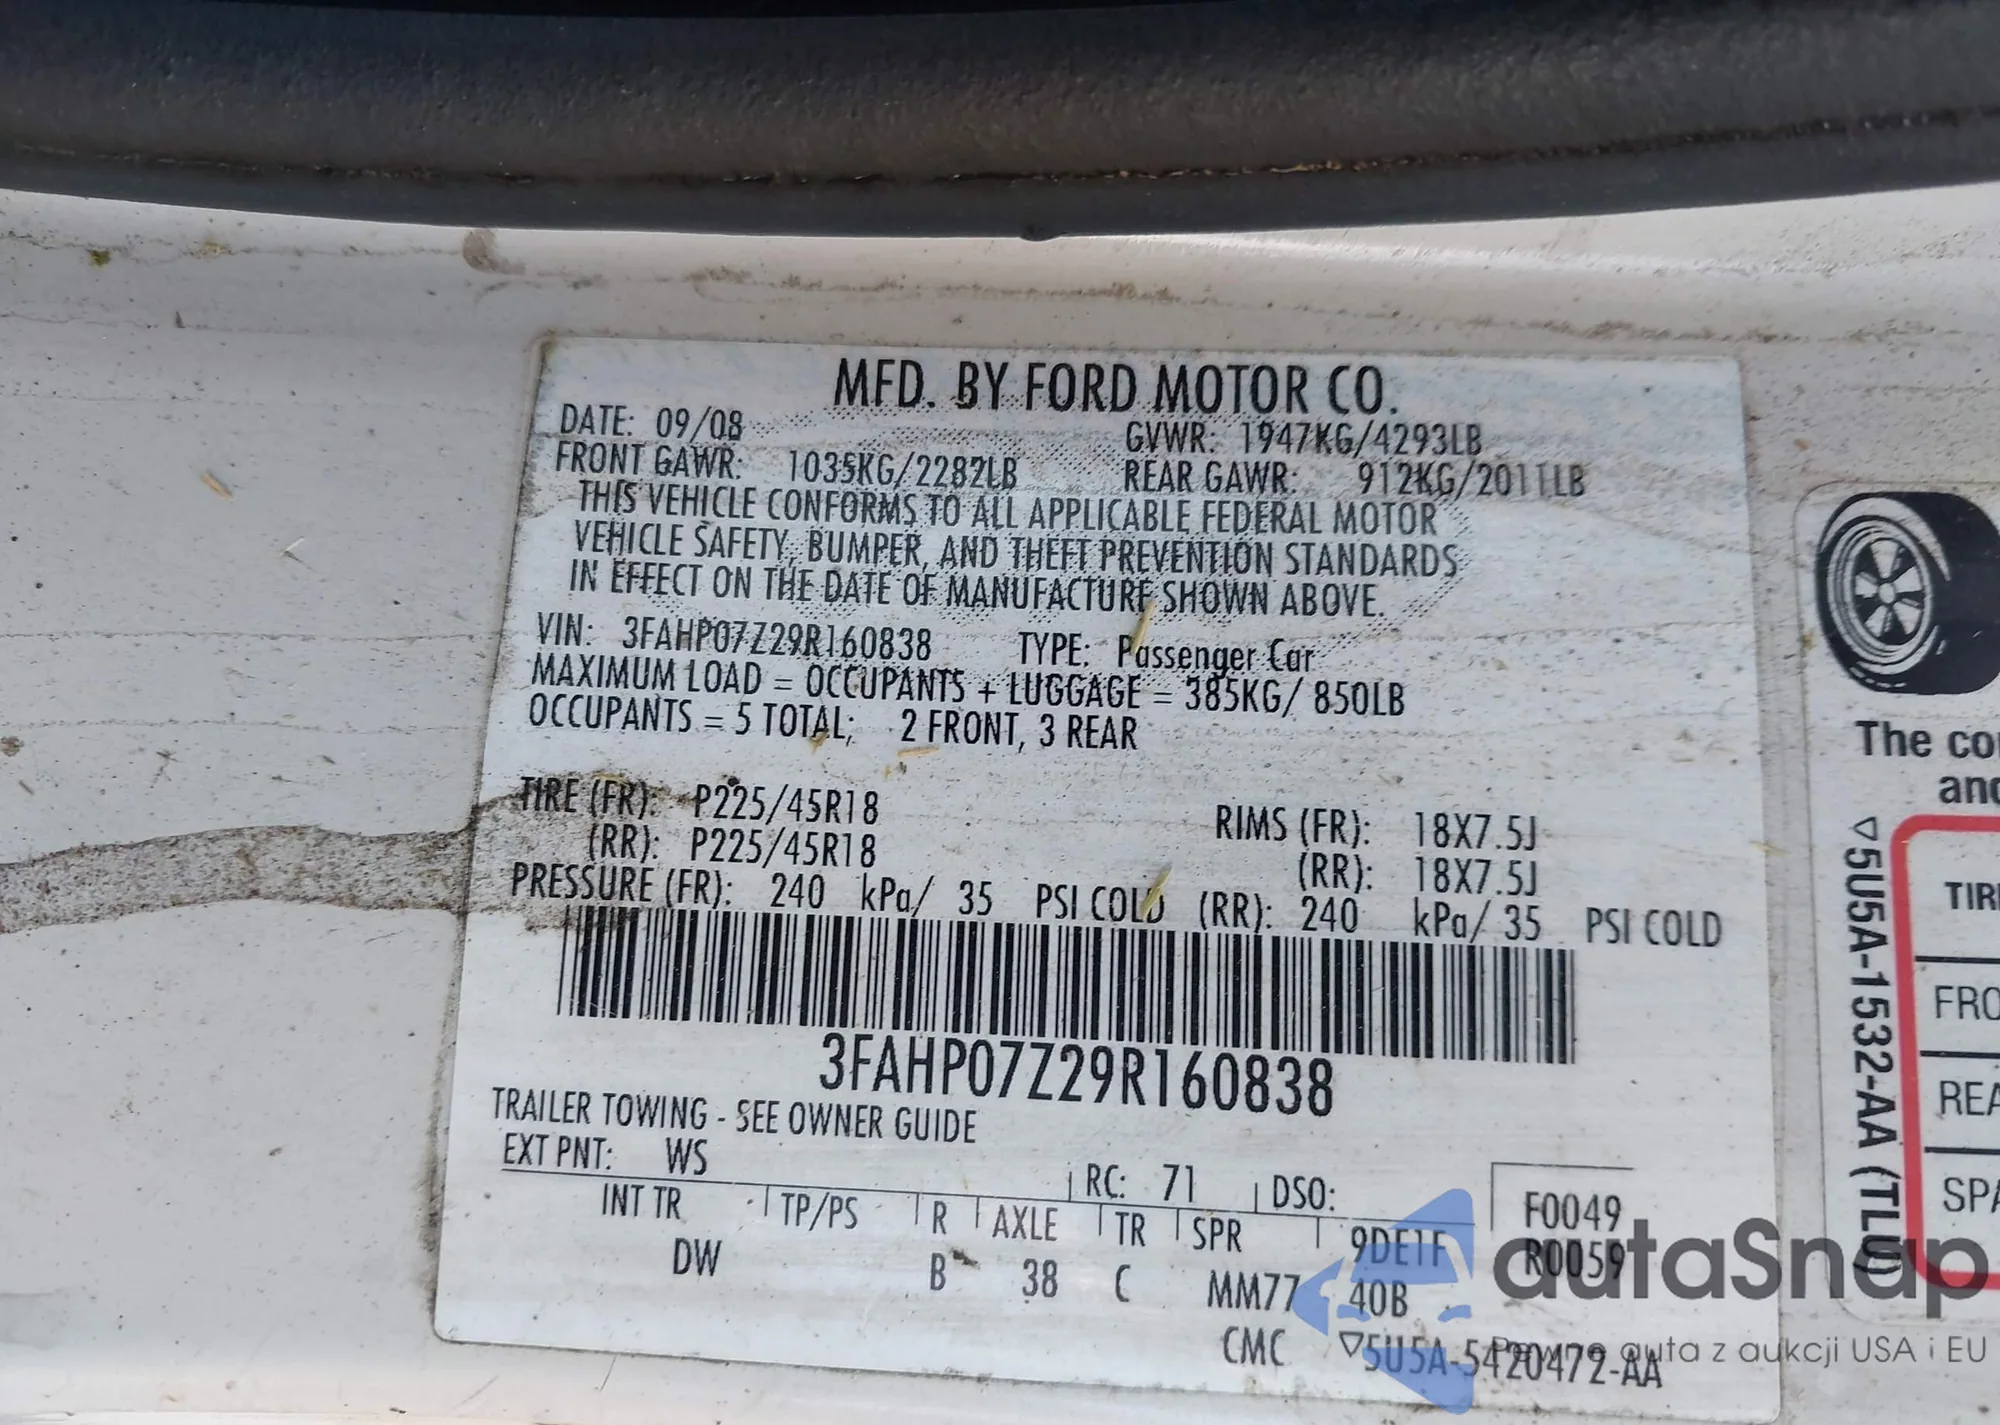 MFD. BY FORD MOTOR CO.
DATE: 09/08 GVWR: 1947KG/4293LB
FRONT GAWR: 1035KG/2282LB REAR GAWR: 912KG/2011LB
THIS VEHICLE CONFORMS TO ALL APPLICABLE FEDERAL MOTOR
VEHICLE SAFETY, BUMPER, AND THEFT PREVENTION STANDARDS
IN EFFECT ON THE DATE OF MANUFACTURE SHOWN ABOVE.
VIN: 3FAHP07Z29R160838 TYPE: Passenger Car
MAXIMUM LOAD = OCCUPANTS + LUGGAGE = 385KG/ 850LB
OCCUPANTS = 5 TOTAL; 2 FRONT, 3 REAR
TIRE (FR): P225/45R18 RIMS (FR): 18X7.5J
(RR): P225/45R18 (RR): 18X7.5J
PRESSURE (FR): 240 kPa/ 35 PSI COLD (RR): 240 kPa/ 35 PSI COLD
3FAHP07Z29R160838
TRAILER TOWING - SEE OWNER GUIDE
EXT PNT: WS RC: 71 DSO: F0049
INT TR TP/PS R AXLE TR SPR 9DE1F R0059
DW B 38 C MM77 40B
CMC ▽5U5A-5420472-AA
The co
and
▽5U5A-1532-AA (TLU)
TIR
FRO
REA
SPA
autaSnap
Pewne auta z aukcji USA i EU